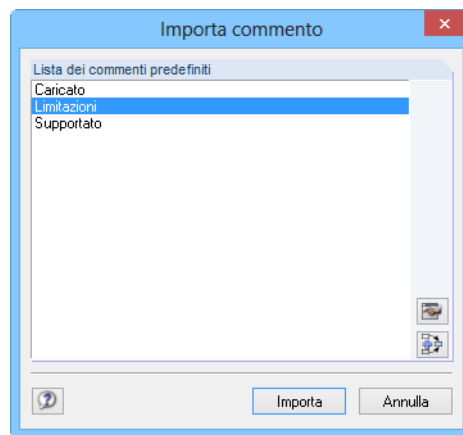 Importa commento
Lista dei commenti predefiniti
Caricato
Limitazioni
Supportato
Importa
Annulla